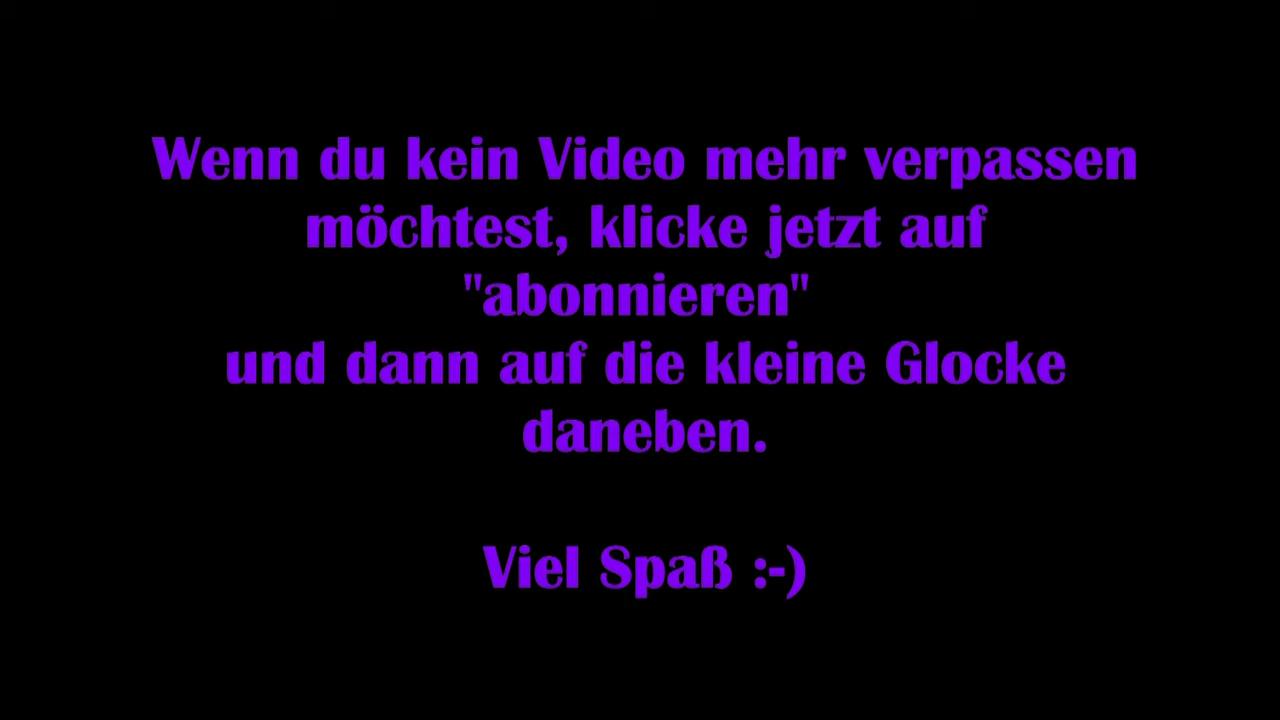 Wenn du kein Video mehr verpassen
möchtest, klicke jetzt auf
"abonnieren"
und dann auf die kleine Glocke
daneben.
Viel Spaß :-)